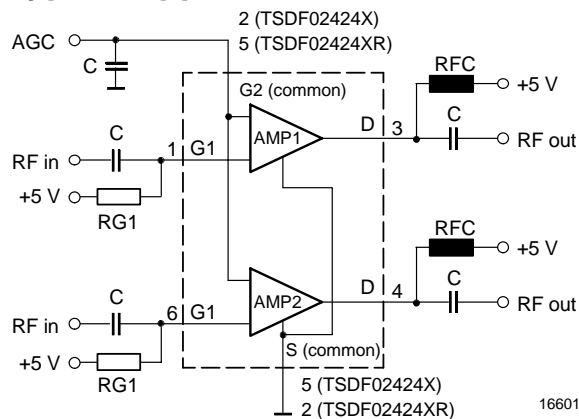 2 (TSDF02424X)
5 (TSDF02424XR)
AGC
C
G2 (common)
RFC
+5 V
AMP1
D 3
C
RF out
C
1 G1
RF in
+5 V
RG1
RFC
+5 V
AMP2
D 4
C
RF out
C
6 G1
RF in
+5 V
RG1
S (common)
5 (TSDF02424X)
2 (TSDF02424XR)
16601